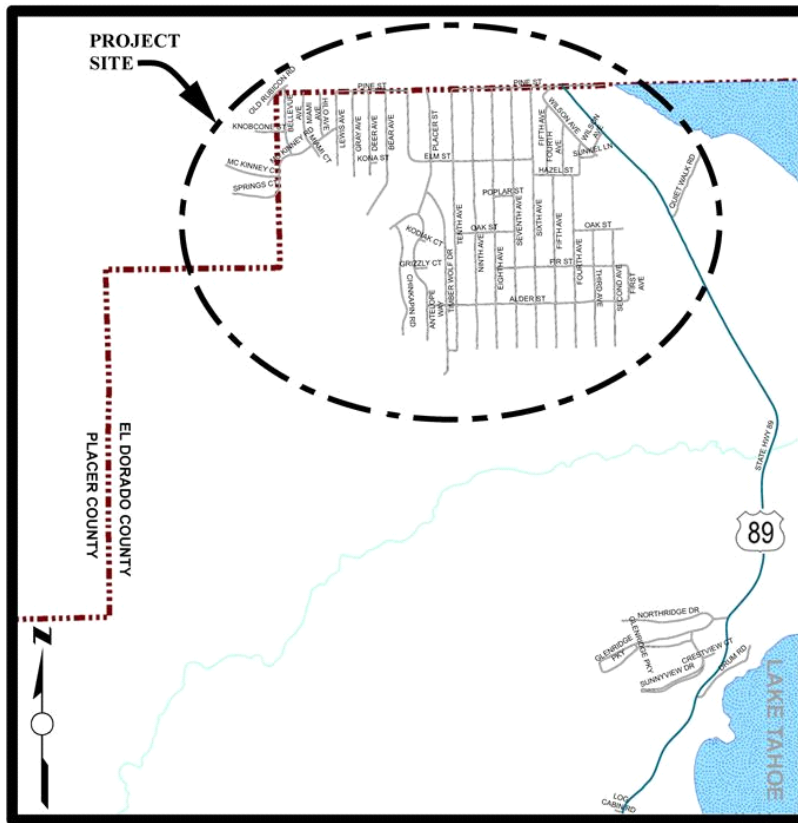 PROJECT
SITE
OLD RUBICON RD
PINE ST
PINE ST
KNOBCONE ST
BELLEVUE
AVE
MIAMI
AVE
HILO AVE
MIAMI CT
MC KINNEY RD
LEWIS AVE
GRAY AVE
DEER AVE
BEAR AVE
PLACER ST
FIFTH AVE
FOURTH
AVE
WILSON AVE
WILSON
AVE
SUNKEL LN
KONA ST
ELM ST
HAZEL ST
MC KINNEY CT
SPRINGS CT
POPLAR ST
QUIET WALK RD
KODIAK CT
OAK ST
OAK ST
TENTH AVE
NINTH AVE
EIGHTH AVE
SEVENTH AVE
SIXTH AVE
FIFTH AVE
FOURTH AVE
THIRD AVE
SECOND AVE
FIRST
AVE
GRIZZLY CT
FIR ST
CHINKAPIN RD
ANTELOPE
WAY
TIMBER WOLF DR
ALDER ST
EL DORADO COUNTY
PLACER COUNTY
STATE HWY 89
89
NORTHRIDGE DR
GLENRIDGE
PKY
GLENRIDGE PKY
CRESTVIEW CT
SUNNYVIEW DR
DRUM RD
LAKE TAHOE
LOG
CABIN RD
N